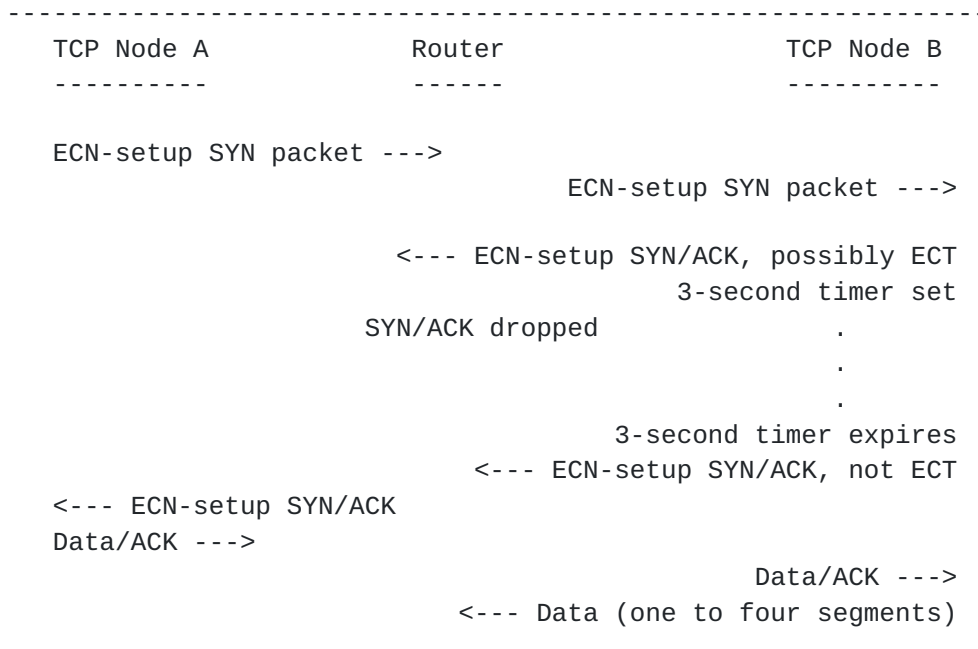 ---------------------------------------------------------------
TCP Node A             Router                  TCP Node B
----------             ------                  ----------
ECN-setup SYN packet --->
ECN-setup SYN packet --->
<--- ECN-setup SYN/ACK, possibly ECT
3-second timer set
SYN/ACK dropped               .
.
.
3-second timer expires
<--- ECN-setup SYN/ACK, not ECT
<--- ECN-setup SYN/ACK
Data/ACK --->
Data/ACK --->
<--- Data (one to four segments)